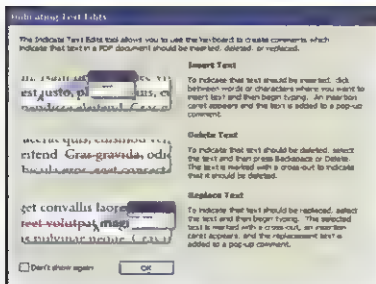 Indicating Text Edits
The Indicate Text Edits tool allows you to use the keyboard to create comments which
indicate that text in a PDF document should be inserted, deleted, or replaced.
est justo, pl
Insert Text
To indicate that text should be inserted, click
between words or characters where you want to
insert text and then begin typing. An insertion
caret appears and the text is added to a pop-up
comment.
estend Cras gravida, odi
Delete Text
To indicate that text should be deleted, select
the text and then press Backspace or Delete.
The text is marked with a cross-out to indicate
that it should be deleted.
get convallis laore
reet volutpat magn
Replace Text
To indicate that text should be replaced, select
the text and then begin typing. The selected
text is marked with a cross-out, an insertion
caret appears, and the replacement text is
added to a pop-up comment.
Don't show again
OK